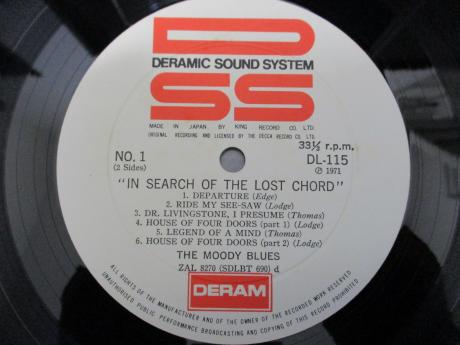 DSS
DERAMIC SOUND SYSTEM
MADE IN JAPAN BY KING RECORD CO. LTD.
ORIGINAL RECORDING AND LICENSED BY THE DECCA RECORD CO. LTD.
33⅓ r.p.m.
NO. 1
DL-115
(2 Sides)
℗ 1971
"IN SEARCH OF THE LOST CHORD"
1. DEPARTURE (Edge)
2. RIDE MY SEE-SAW (Lodge)
3. DR. LIVINGSTONE, I PRESUME (Thomas)
4. HOUSE OF FOUR DOORS (part 1) (Lodge)
5. LEGEND OF A MIND (Thomas)
6. HOUSE OF FOUR DOORS (part 2) (Lodge)
THE MOODY BLUES
ZAL 8270 (SDLBT 690) d
DERAM
ALL RIGHTS OF THE MANUFACTURER AND OF THE OWNER OF THE RECORDED WORK RESERVED
UNAUTHORISED PUBLIC PERFORMANCE BROADCASTING AND COPYING OF THIS RECORD PROHIBITED